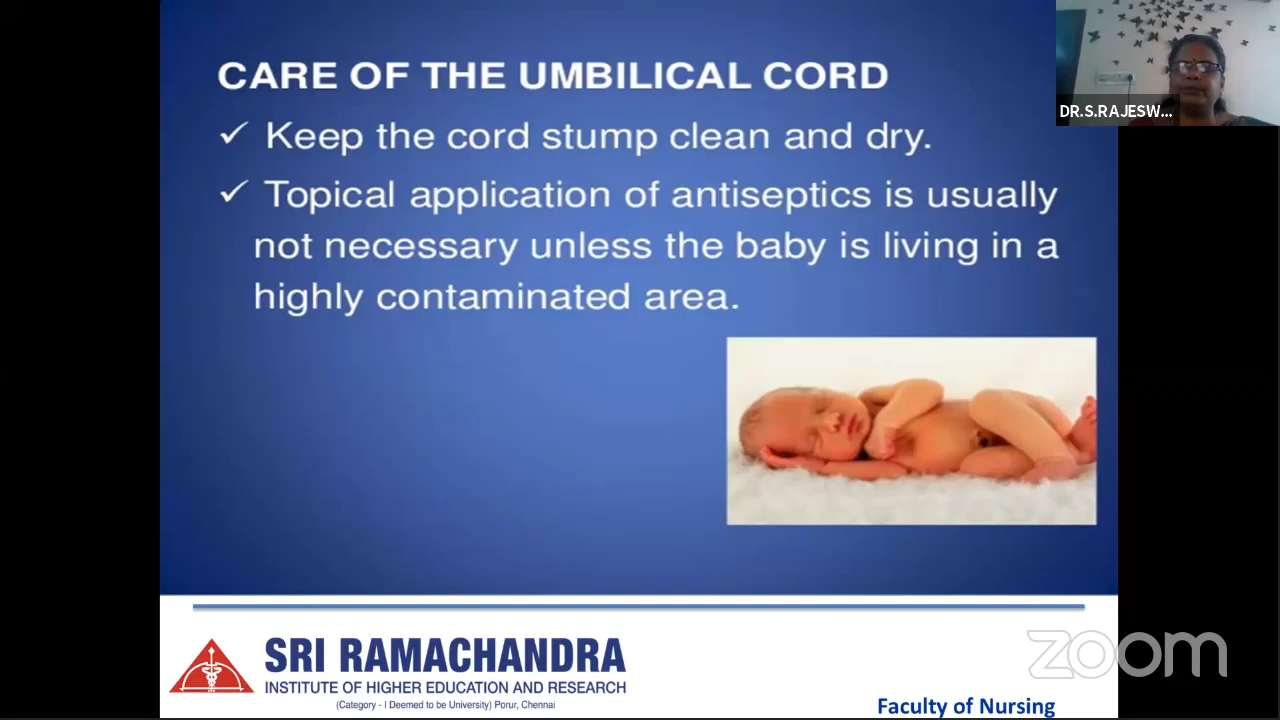 CARE OF THE UMBILICAL CORD
✓ Keep the cord stump clean and dry.
✓ Topical application of antiseptics is usually
not necessary unless the baby is living in a
highly contaminated area.
DR.S.RAJESW...
SRI RAMACHANDRA
INSTITUTE OF HIGHER EDUCATION AND RESEARCH
(Category - I Deemed to be University) Porur, Chennai
Faculty of Nursing
zoom